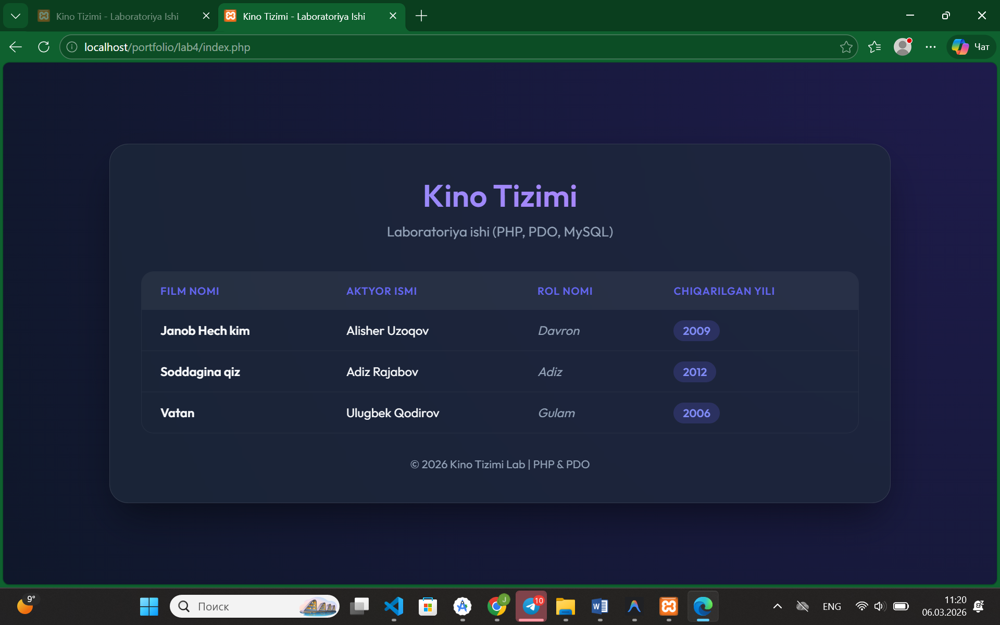 Kino Tizimi - Laboratoriya Ishi
Kino Tizimi - Laboratoriya Ishi
localhost/portfolio/lab4/index.php
Чат
Kino Tizimi
Laboratoriya ishi (PHP, PDO, MySQL)
FILM NOMI AKTYOR ISMI ROL NOMI CHIQARILGAN YILI
Janob Hech kim Alisher Uzoqov Davron 2009
Soddagina qiz Adiz Rajabov Adiz 2012
Vatan Ulugbek Qodirov Gulam 2006
© 2026 Kino Tizimi Lab | PHP & PDO
9°
Поиск
J
10
W
ENG
11:20
06.03.2026